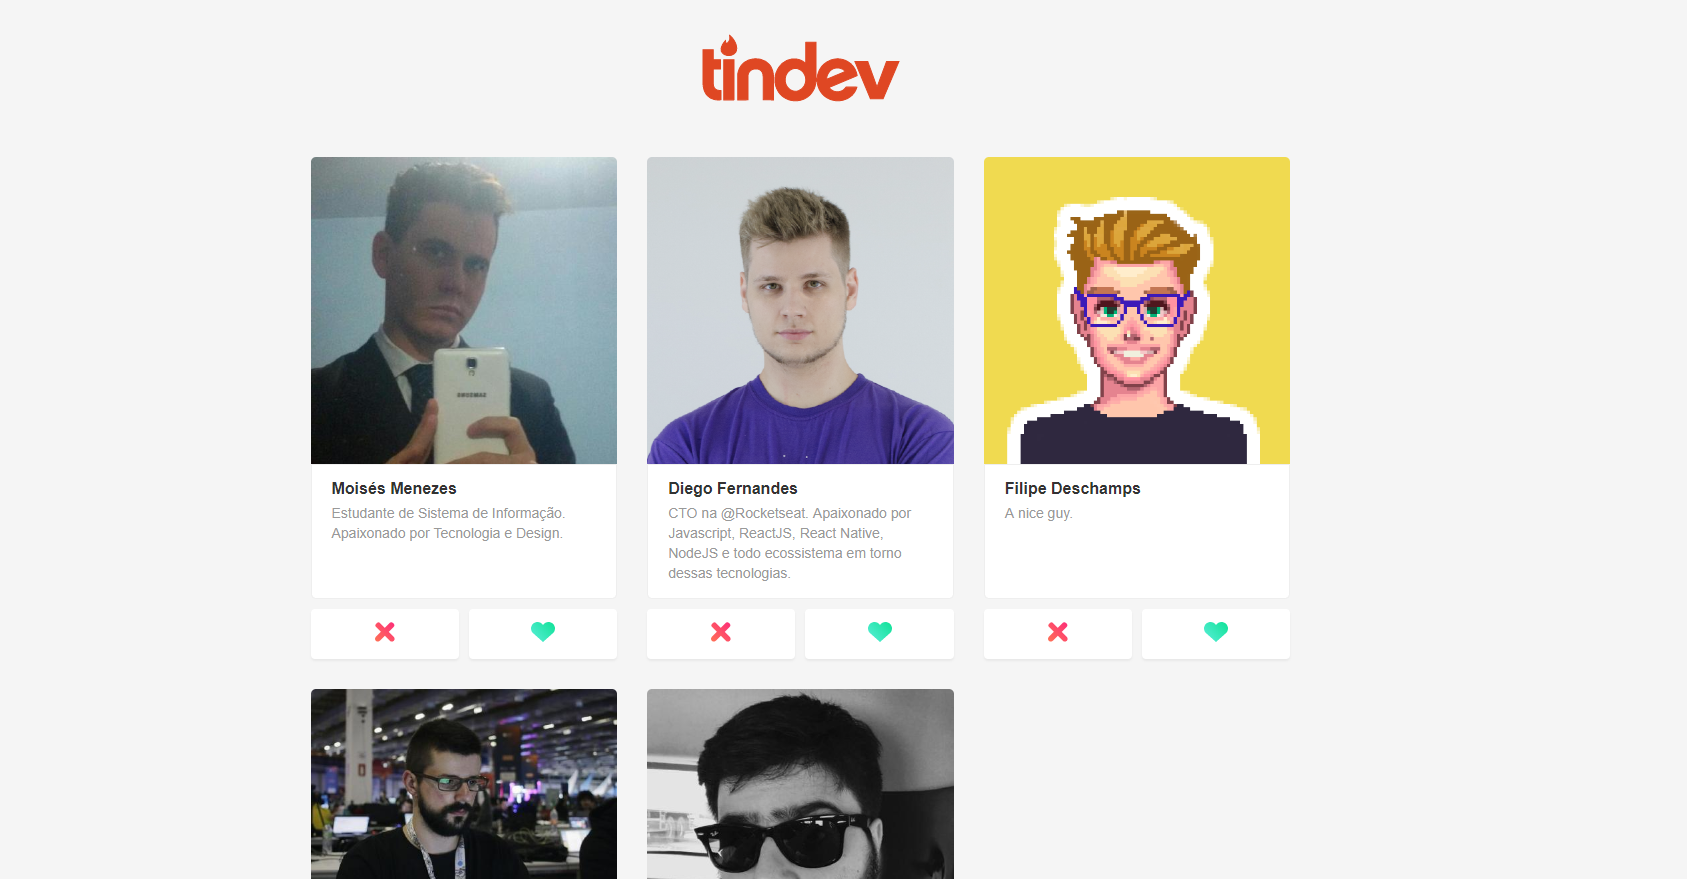 tindev
Moisés Menezes
Estudante de Sistema de Informação.
Apaixonado por Tecnologia e Design.
Diego Fernandes
CTO na @Rocketseat. Apaixonado por
Javascript, ReactJS, React Native,
NodeJS e todo ecossistema em torno
dessas tecnologias.
Filipe Deschamps
A nice guy.
SAMSUNG